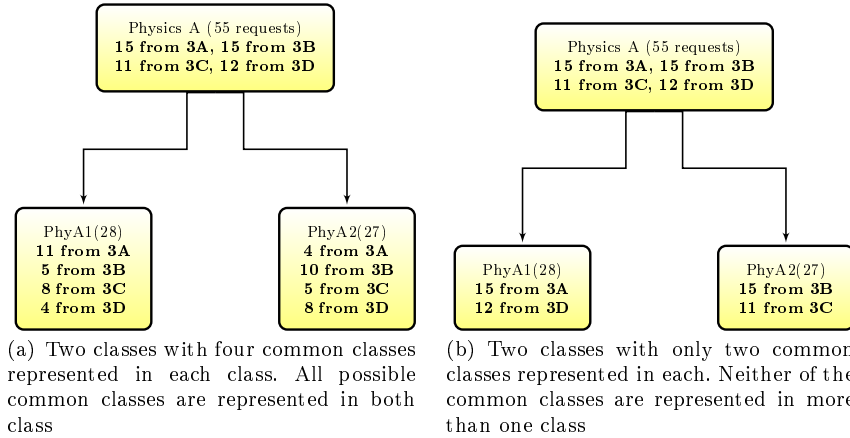 Physics A (55 requests)
15 from 3A, 15 from 3B
11 from 3C, 12 from 3D
PhyA1(28)
11 from 3A
5 from 3B
8 from 3C
4 from 3D
PhyA2(27)
4 from 3A
10 from 3B
5 from 3C
8 from 3D
(a) Two classes with four common classes
represented in each class. All possible
common classes are represented in both
class
Physics A (55 requests)
15 from 3A, 15 from 3B
11 from 3C, 12 from 3D
PhyA1(28)
15 from 3A
12 from 3D
PhyA2(27)
15 from 3B
11 from 3C
(b) Two classes with only two common
classes represented in each. Neither of the
common classes are represented in more
than one class